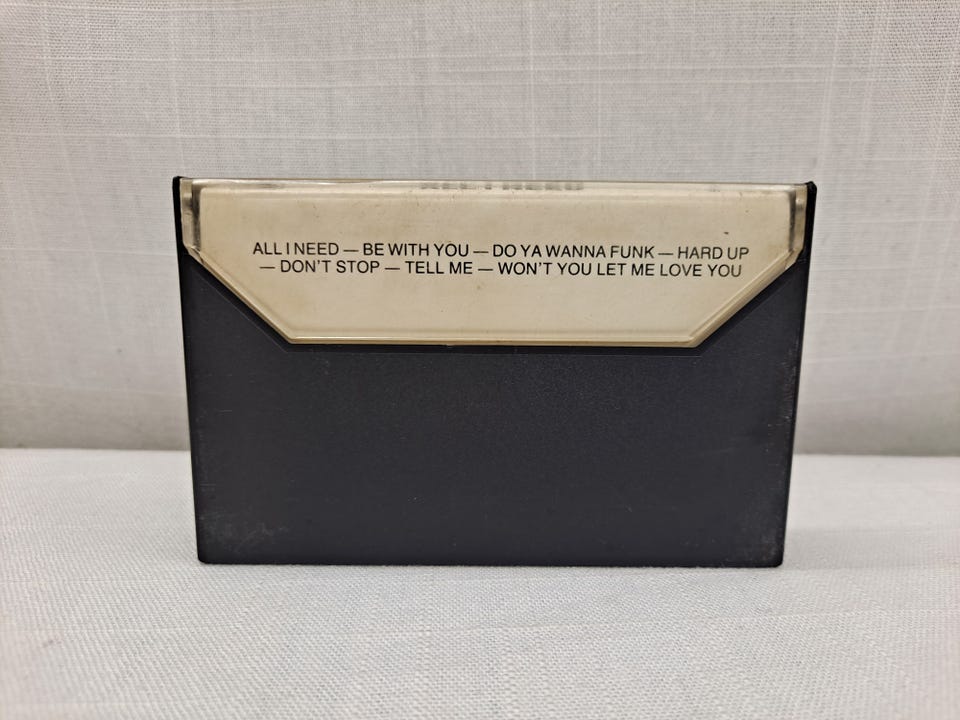 ALL I NEED — BE WITH YOU — DO YA WANNA FUNK — HARD UP
— DON'T STOP — TELL ME — WON'T YOU LET ME LOVE YOU